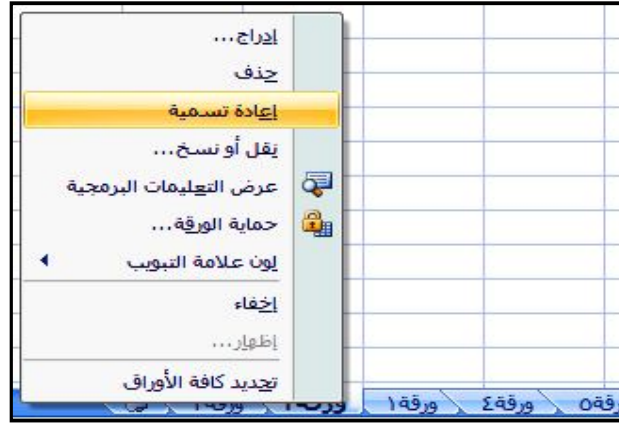 إدراج...
حذف
إعادة تسمية
نقل أو نسخ...
عرض التعليمات البرمجية
حماية الورقة...
لون علامة التبويب
إخفاء
إظهار...
تحديد كافة الأوراق
ورقة٤ ورقة١